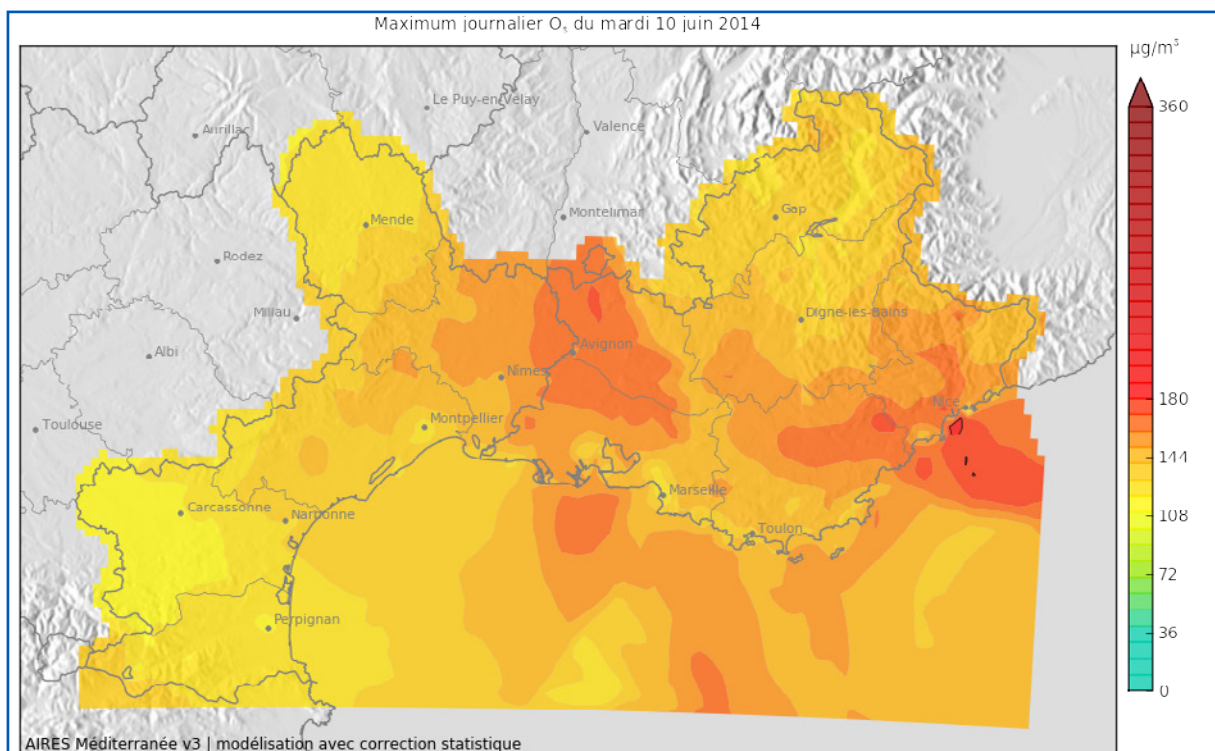 Maximum journalier O₃ du mardi 10 juin 2014
µg/m³
360
Le Puy-en-Velay
Aurillac
Valence
Mende
Montélimar
Gap
Rodez
Millau
Digne-les-Bains
Albi
Avignon
Nîmes
180
Nice
Toulouse
Montpellier
144
Marseille
Carcassonne
Narbonne
108
Toulon
72
Perpignan
36
0
AIRES Méditerranée v3 | modélisation avec correction statistique